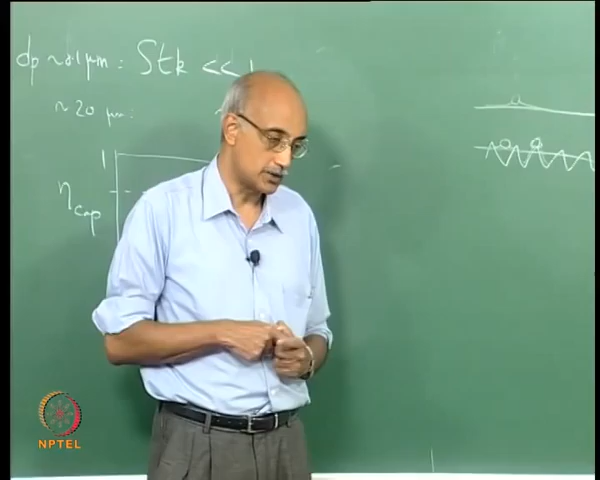 dp ~0.1 μm : Stk << 1
~ 20 μm :
1
η cap
NPTEL